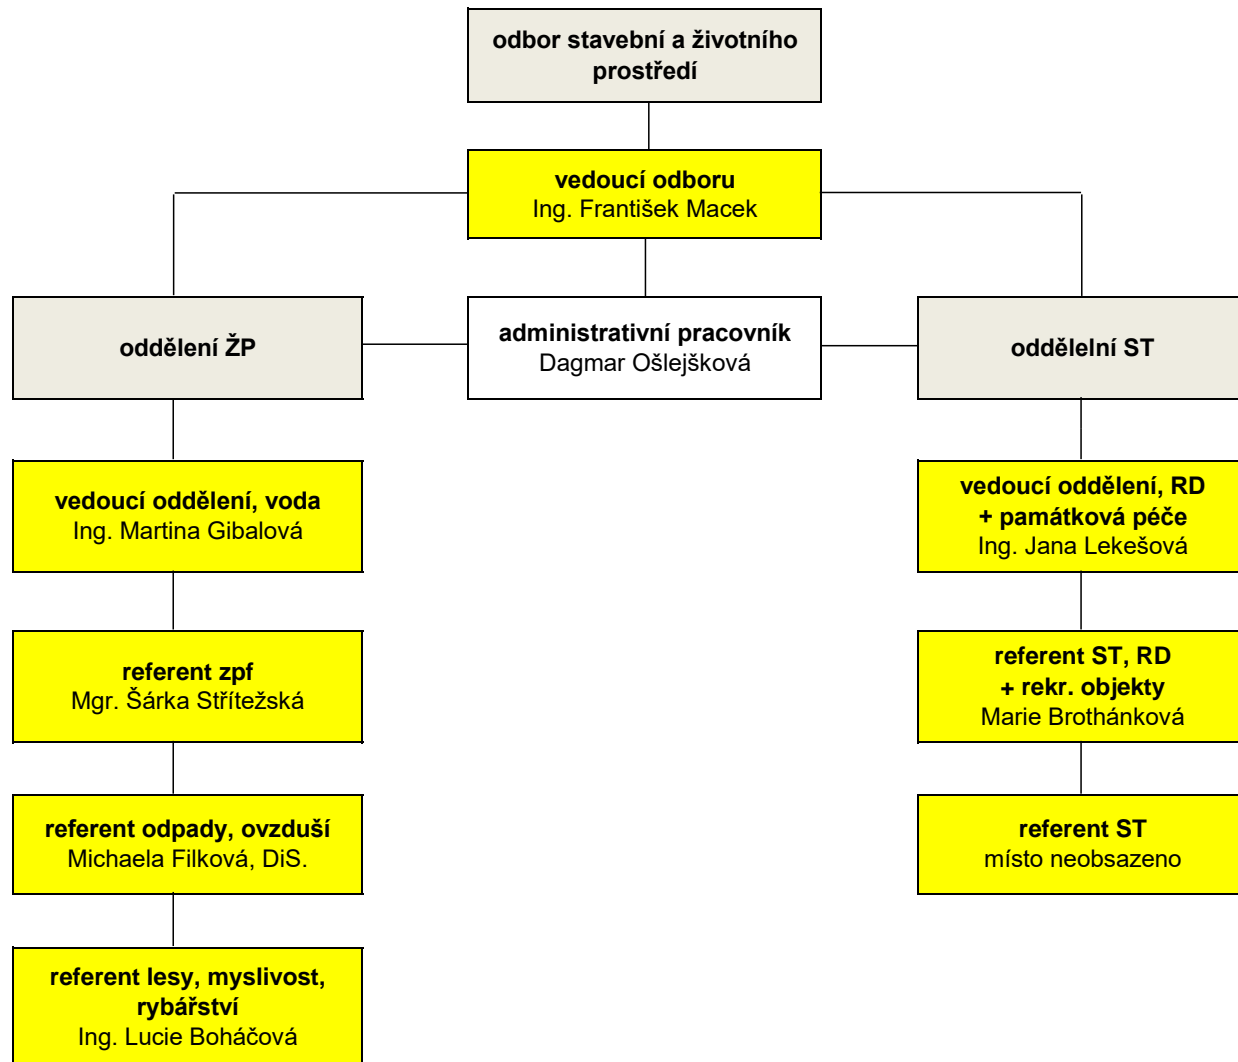 odbor stavební a životního
prostředí
vedoucí odboru
Ing. František Macek
oddělení ŽP
administrativní pracovník
Dagmar Ošlejšková
oddělelní ST
vedoucí oddělení, voda
Ing. Martina Gibalová
vedoucí oddělení, RD
+ památková péče
Ing. Jana Lekešová
referent zpf
Mgr. Šárka Střítežská
referent ST, RD
+ rekr. objekty
Marie Brothánková
referent odpady, ovzduší
Michaela Filková, DiS.
referent ST
místo neobsazeno
referent lesy, myslivost,
rybářství
Ing. Lucie Boháčová